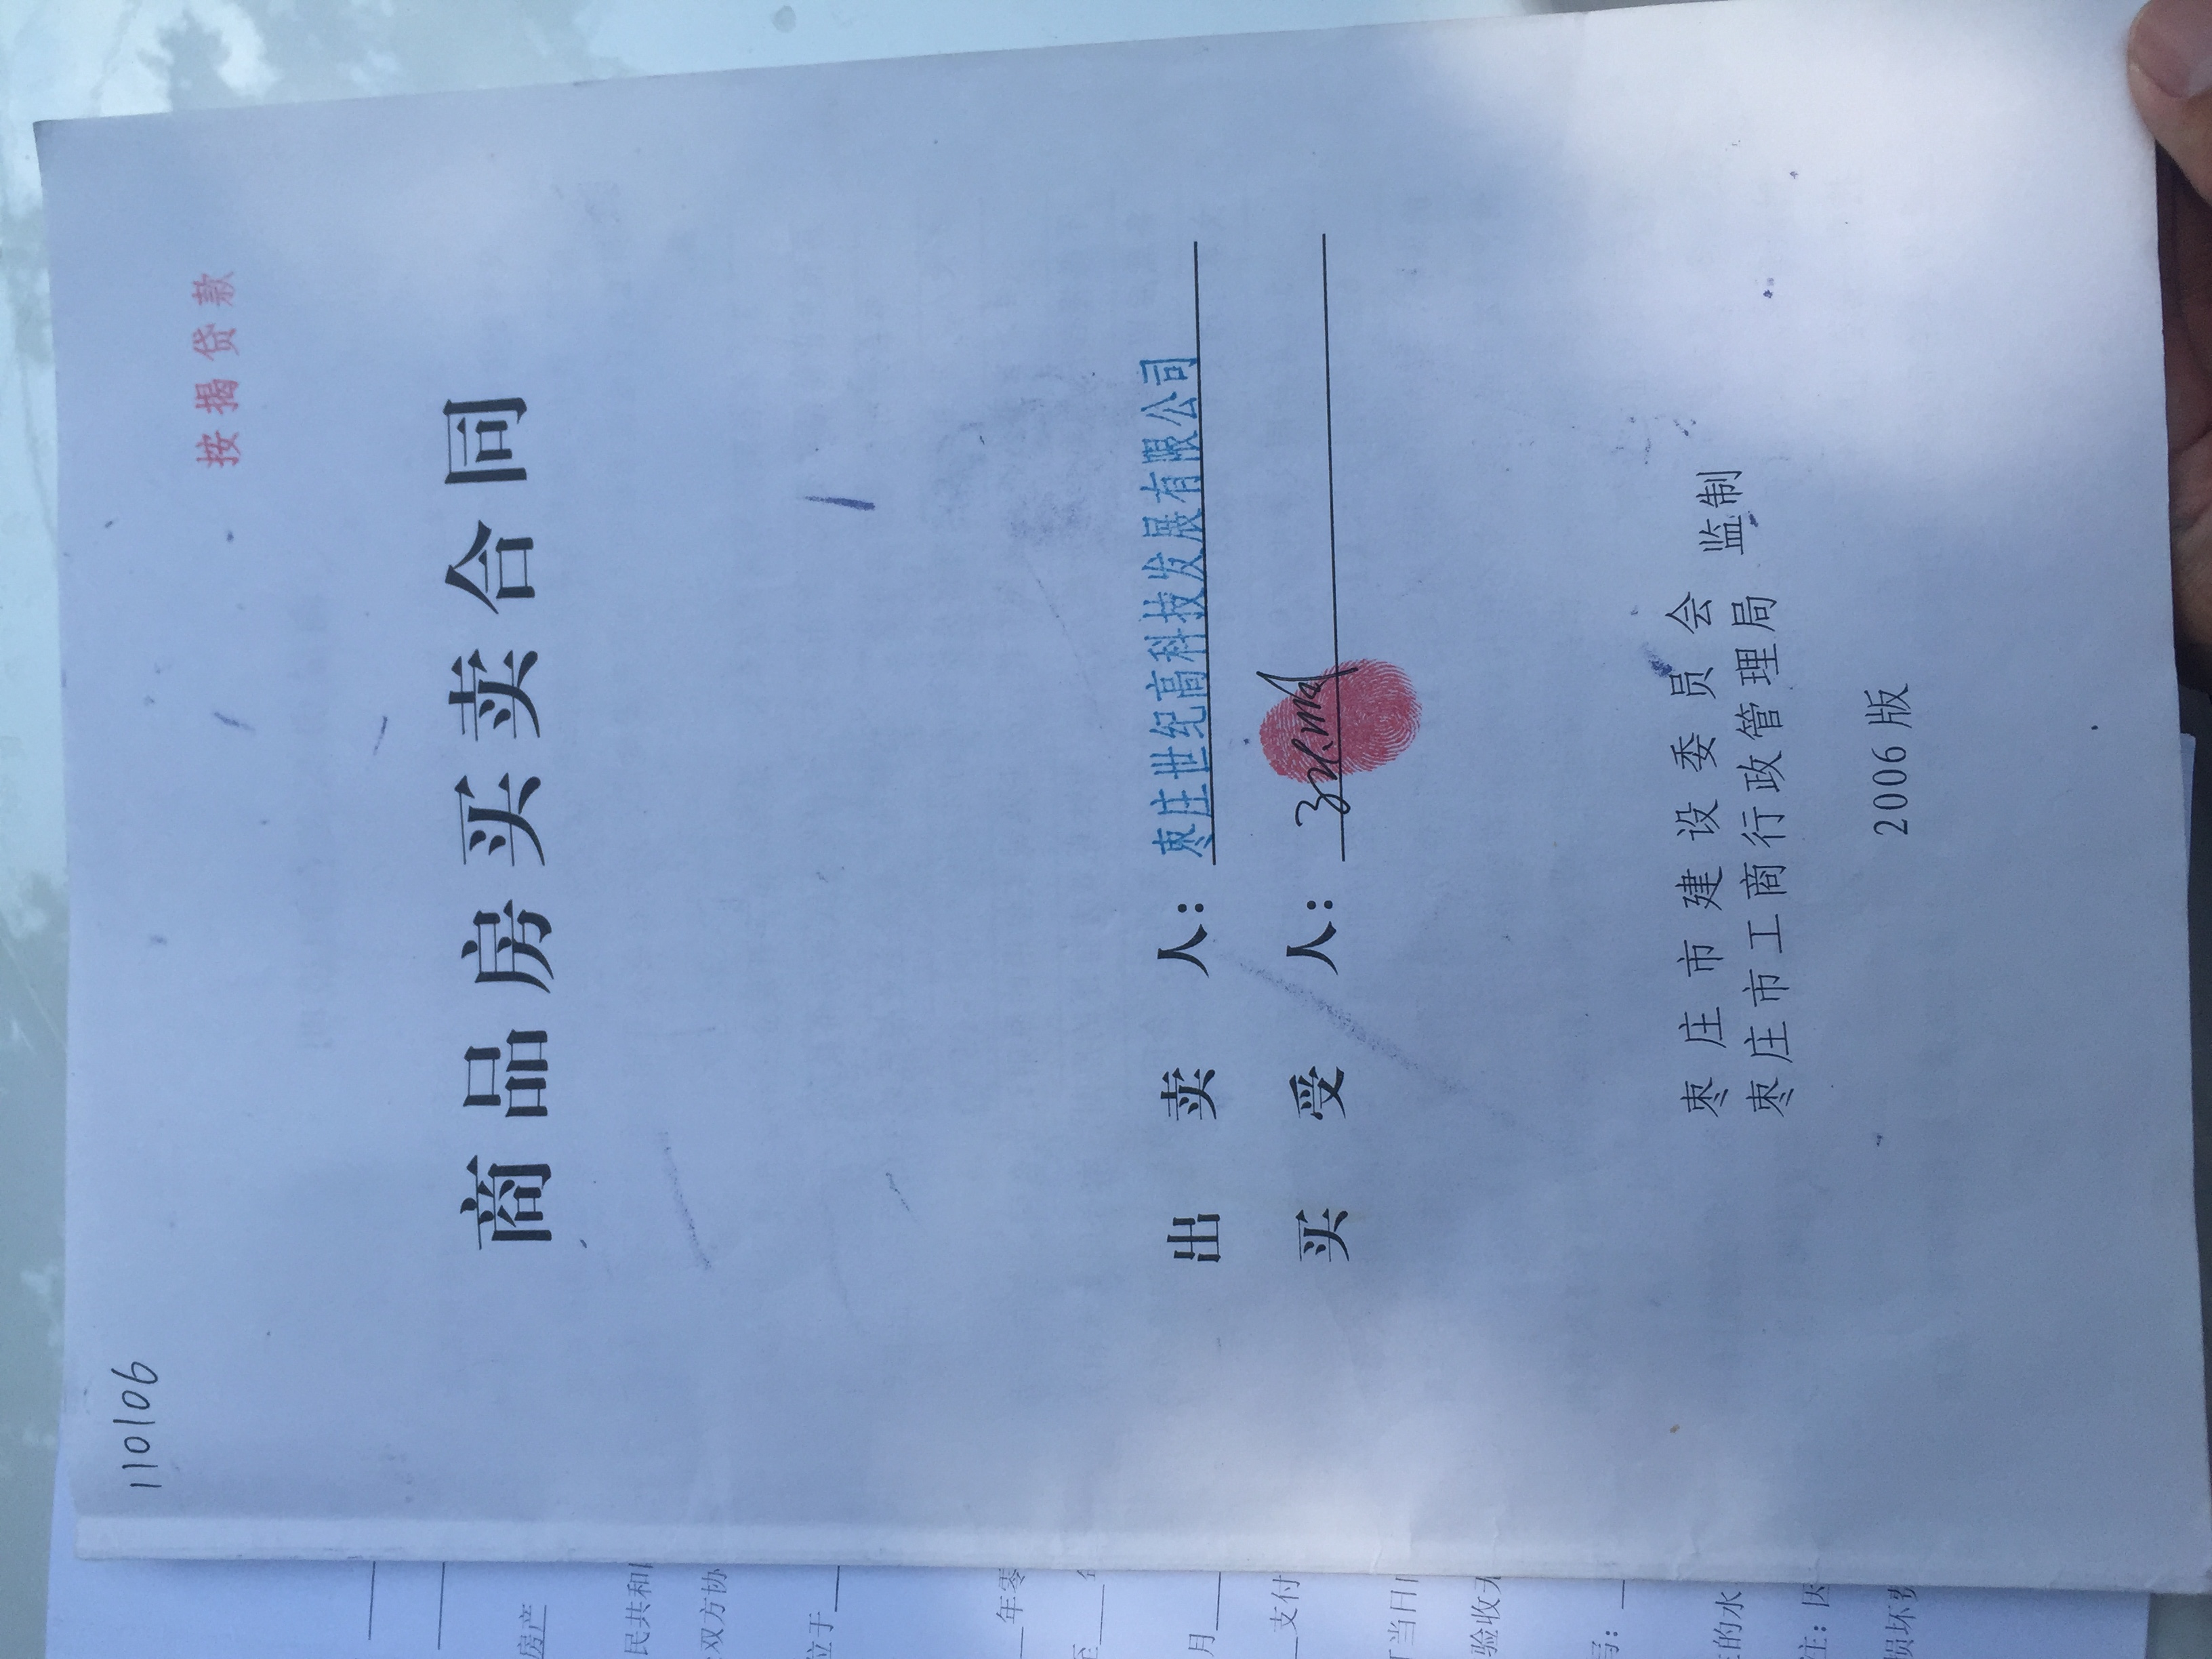 110106
按揭贷款
商品房买卖合同
出卖人：枣庄世纪高科技发展有限公司
买受人：
枣庄市建设委员会
枣庄市工商行政管理局
监制
2006版
房产
民共和
双方协
位于
年零
至
月
支付
当日
验收无
写：
的水
注：因
损坏费